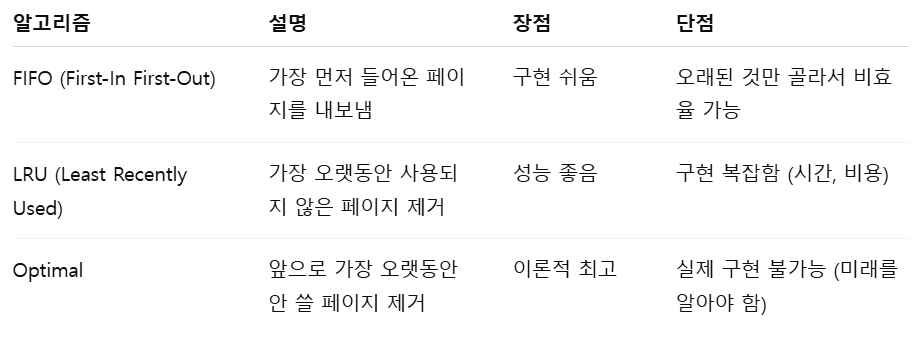 알고리즘 설명 장점 단점
FIFO (First-In First-Out) 가장 먼저 들어온 페이 구현 쉬움 오래된 것만 골라서 비효
지를 내보냄 율 가능
LRU (Least Recently 가장 오랫동안 사용되 성능 좋음 구현 복잡함 (시간, 비용)
Used) 지 않은 페이지 제거
Optimal 앞으로 가장 오랫동안 이론적 최고 실제 구현 불가능 (미래를
안 쓸 페이지 제거 알아야 함)